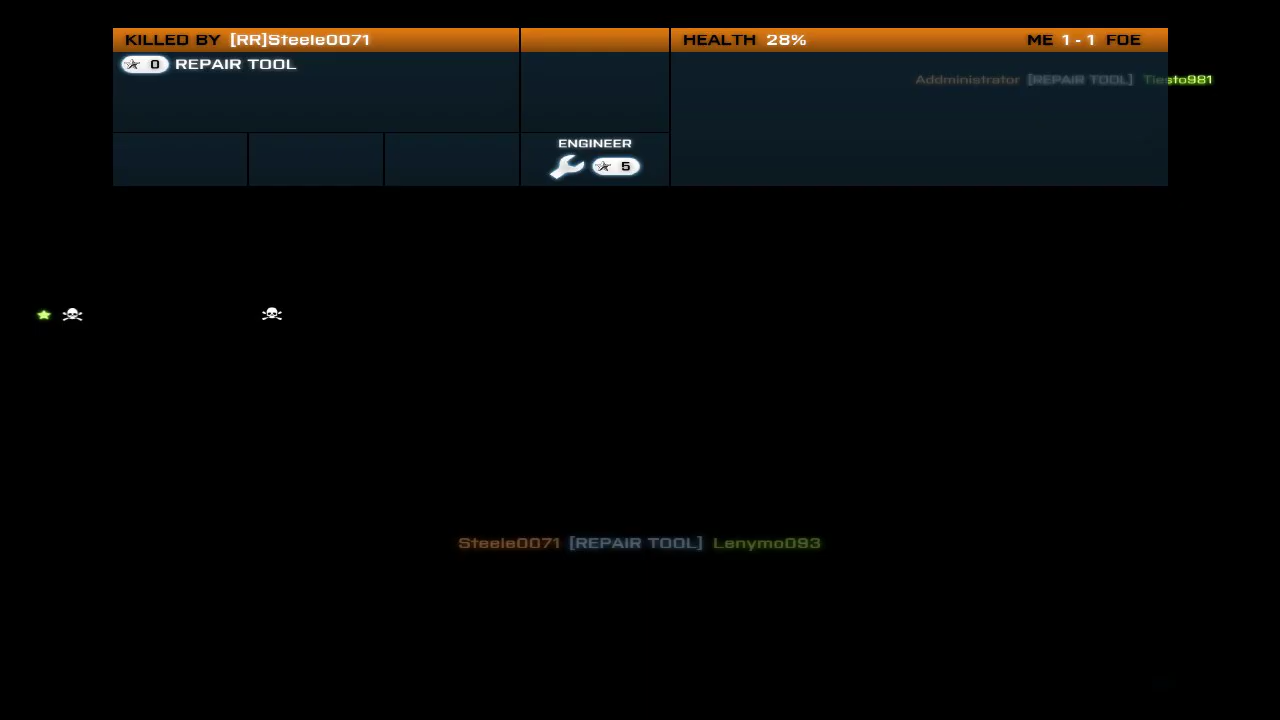 KILLED BY [RR]Steele0071 HEALTH 28% ME 1 - 1 FOE
0 REPAIR TOOL
Addministrator [REPAIR TOOL] Tiesto981
ENGINEER
5
Steele0071 [REPAIR TOOL] Lenymo093